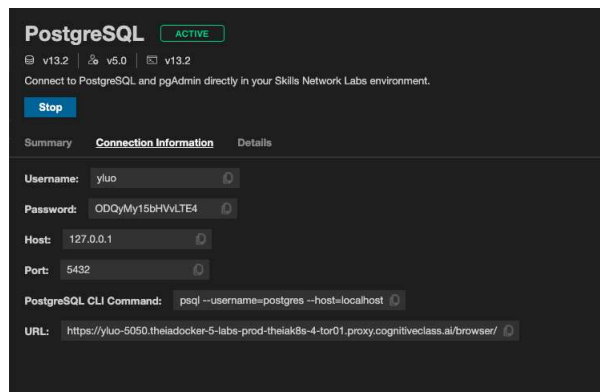 PostgreSQL ACTIVE
v13.2 v5.0 v13.2
Connect to PostgreSQL and pgAdmin directly in your Skills Network Labs environment.
Stop
Summary Connection Information Details
Username: yluo
Password: ODQyMy15bHVvLTE4
Host: 127.0.0.1
Port: 5432
PostgreSQL CLI Command: psql --username=postgres --host=localhost
URL: https://yluo-5050.theiadocker-5-labs-prod-theiak8s-4-tor01.proxy.cognitiveclass.ai/browser/